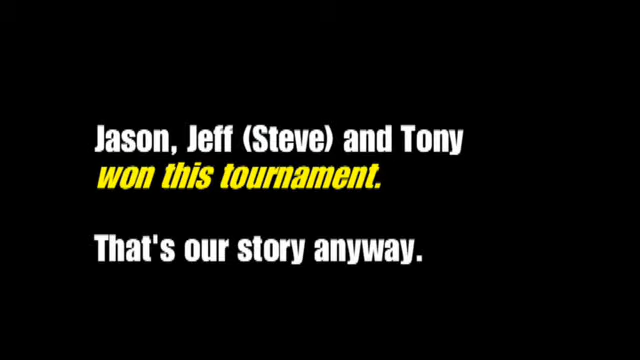 Jason, Jeff (Steve) and Tony
won this tournament.
That's our story anyway.